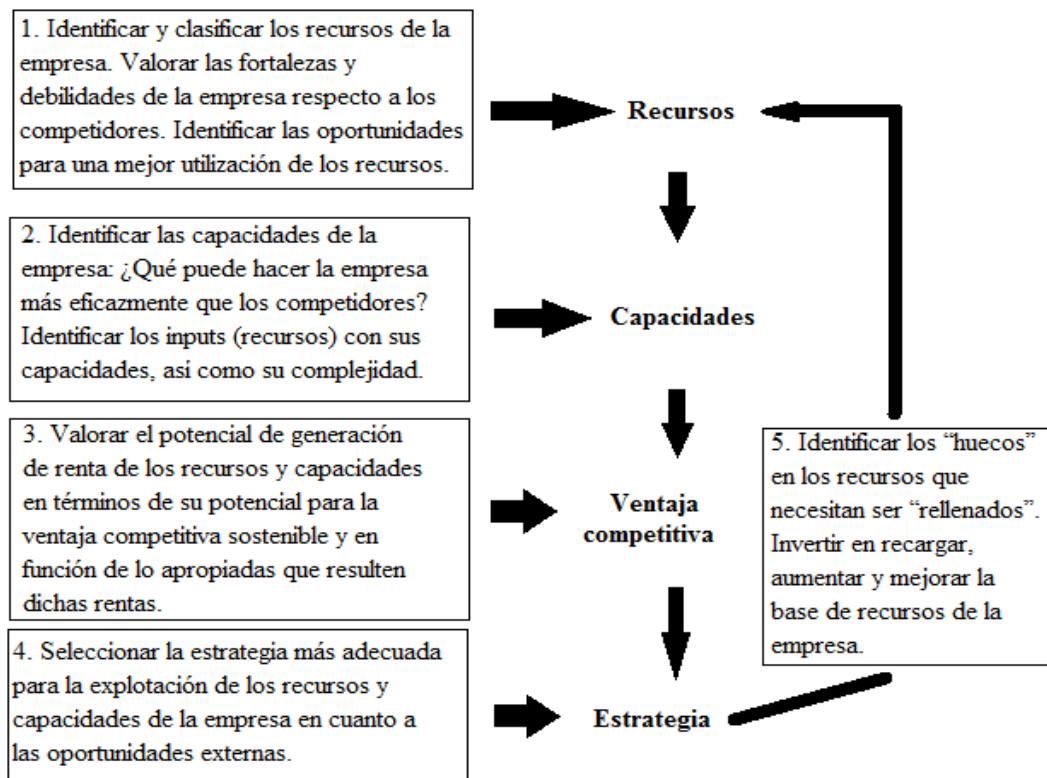 1. Identificar y clasificar los recursos de la
empresa. Valorar las fortalezas y
debilidades de la empresa respecto a los
competidores. Identificar las oportunidades
para una mejor utilización de los recursos.
Recursos
2. Identificar las capacidades de la
empresa: ¿Qué puede hacer la empresa
más eficazmente que los competidores?
Identificar los inputs (recursos) con sus
capacidades, así como su complejidad.
Capacidades
3. Valorar el potencial de generación
de renta de los recursos y capacidades
en términos de su potencial para la
ventaja competitiva sostenible y en
función de lo apropiadas que resulten
dichas rentas.
Ventaja
competitiva
5. Identificar los “huecos”
en los recursos que
necesitan ser “rellenados”.
Invertir en recargar,
aumentar y mejorar la
base de recursos de la
empresa.
4. Seleccionar la estrategia más adecuada
para la explotación de los recursos y
capacidades de la empresa en cuanto a
las oportunidades externas.
Estrategia